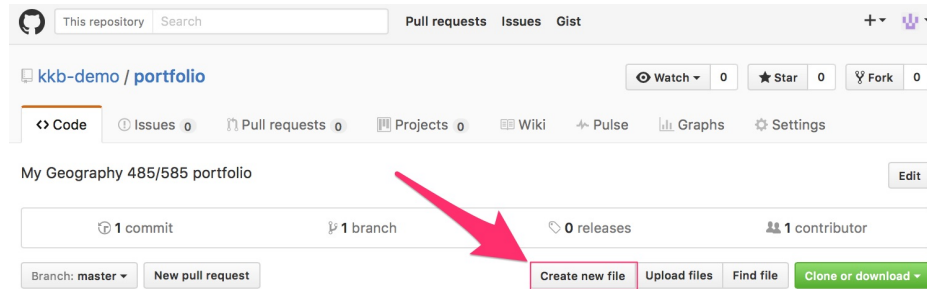 This repository Search Pull requests Issues Gist
kkb-demo / portfolio Watch 0 Star 0 Fork 0
Code Issues 0 Pull requests 0 Projects 0 Wiki Pulse Graphs Settings
My Geography 485/585 portfolio Edit
1 commit 1 branch 0 releases 1 contributor
Branch: master New pull request Create new file Upload files Find file Clone or download